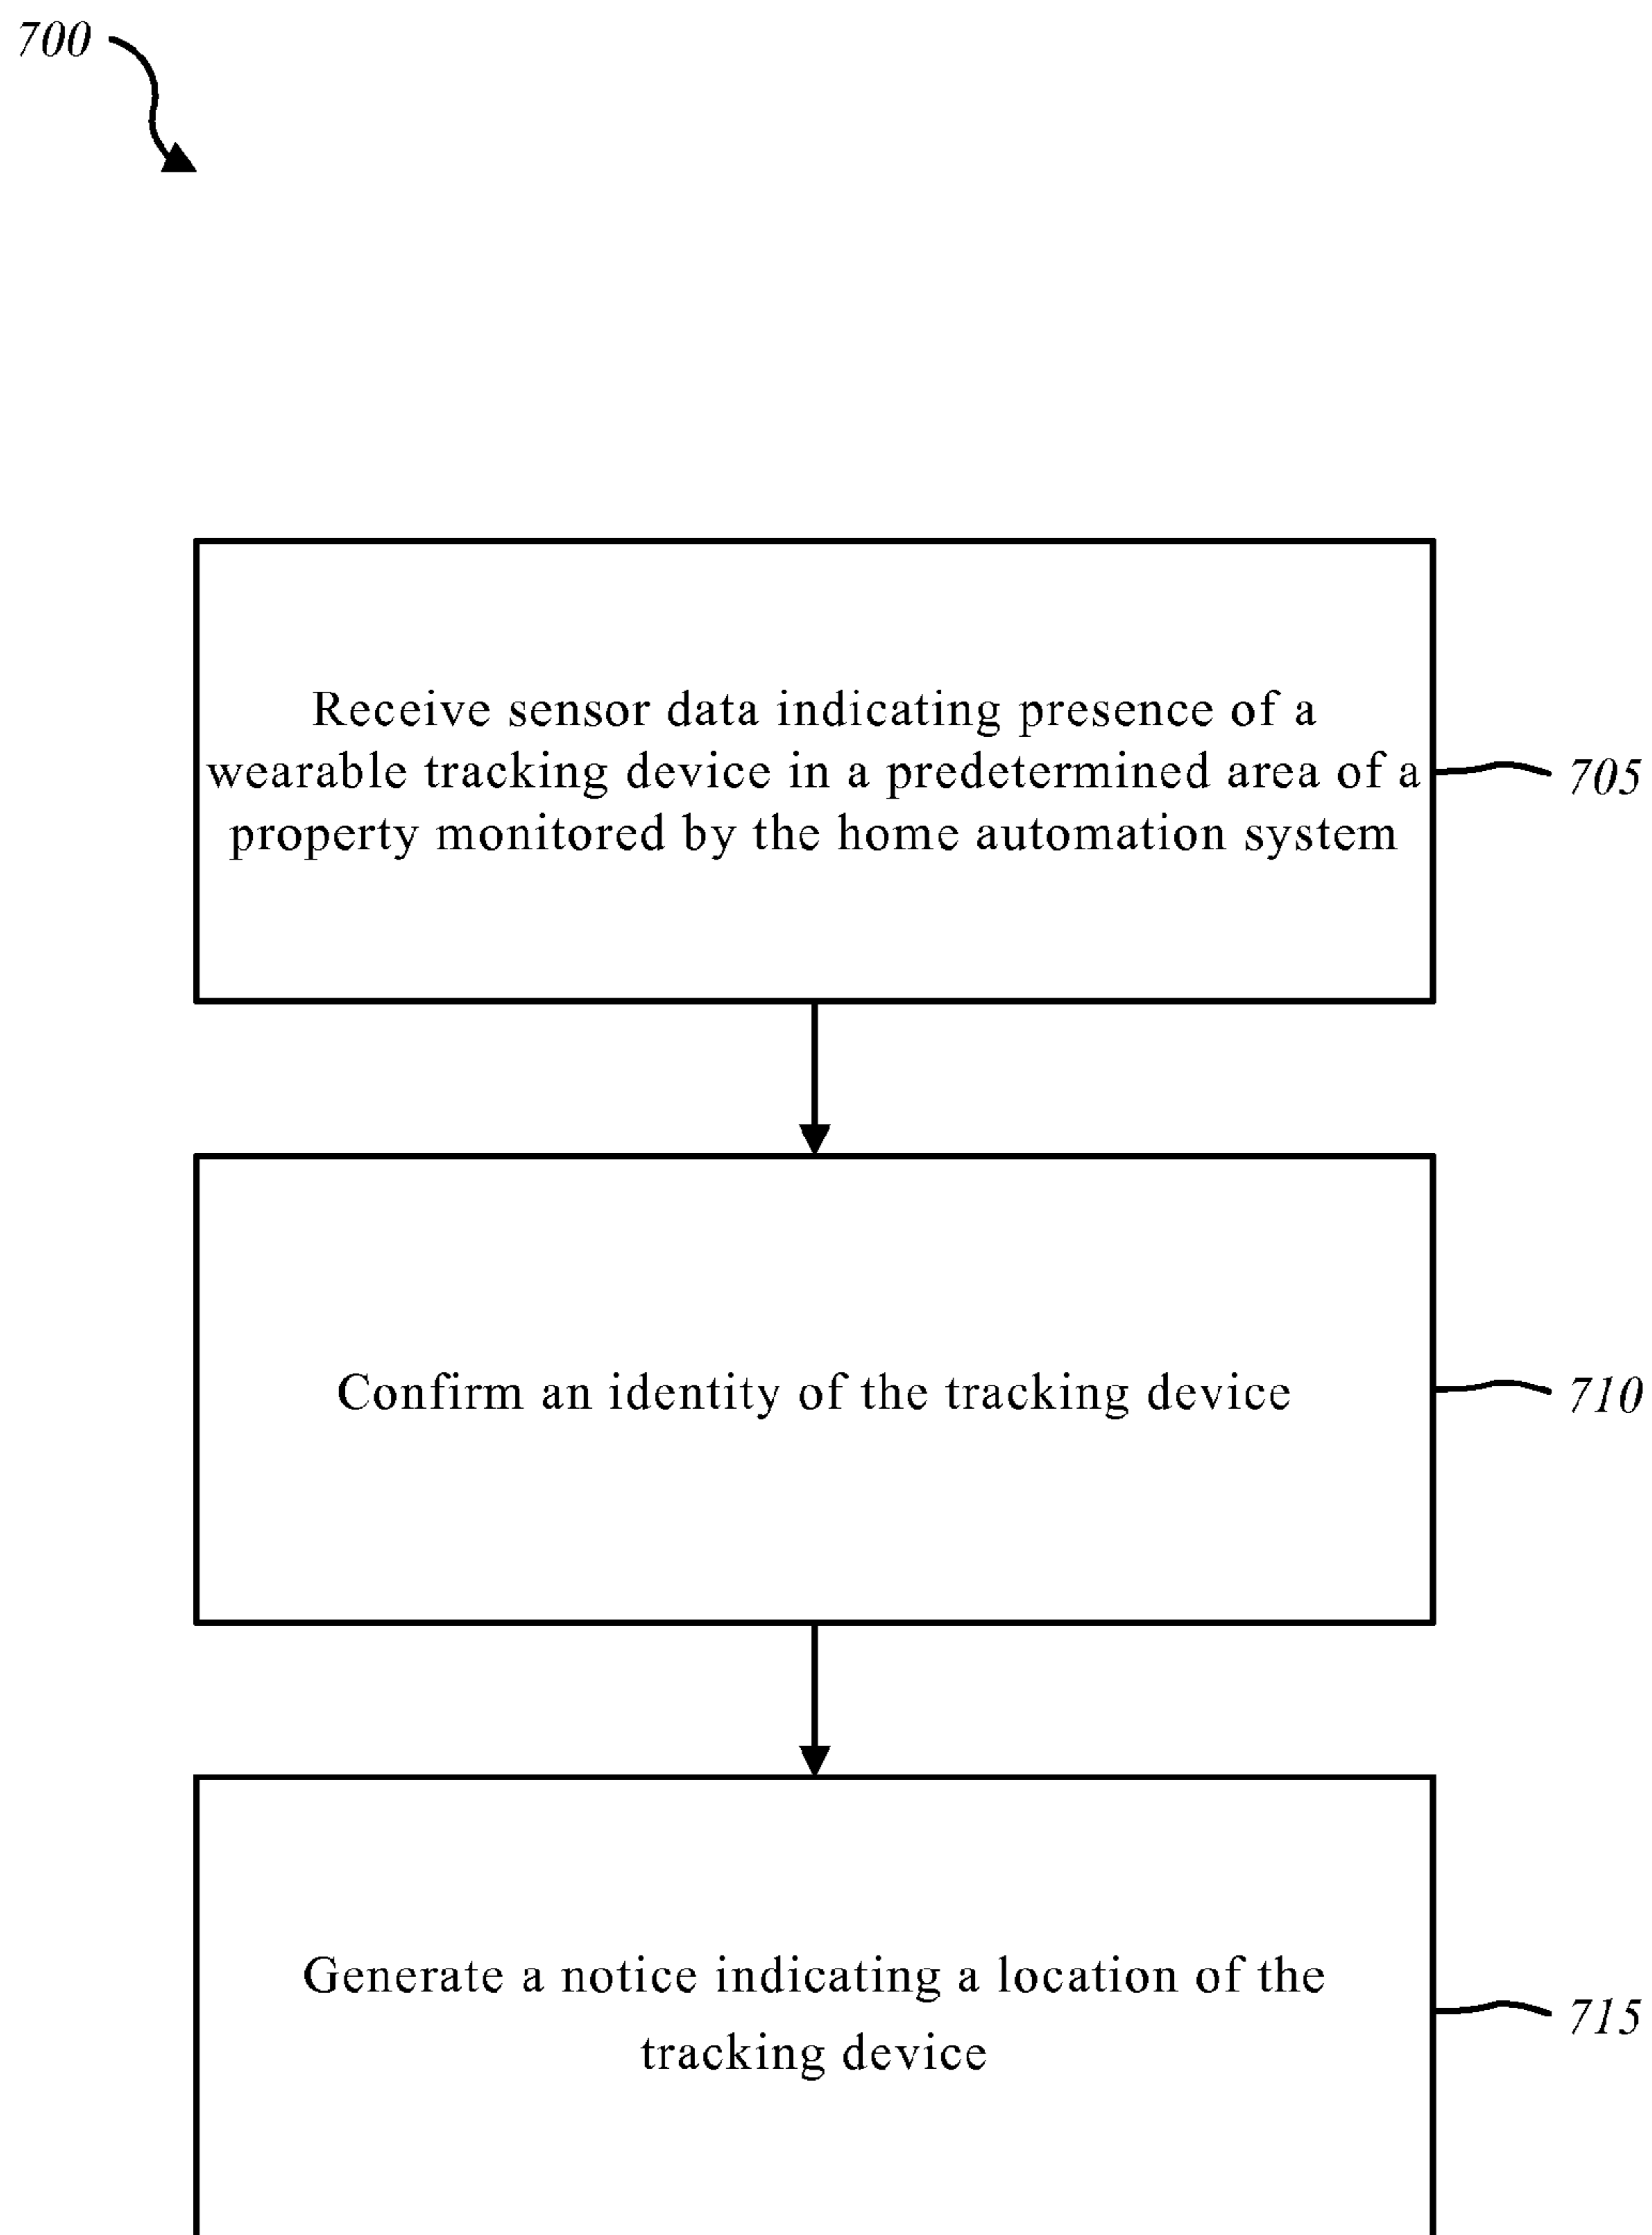 700
Receive sensor data indicating presence of a
wearable tracking device in a predetermined area of a
property monitored by the home automation system
705
Confirm an identity of the tracking device
710
Generate a notice indicating a location of the
tracking device
715